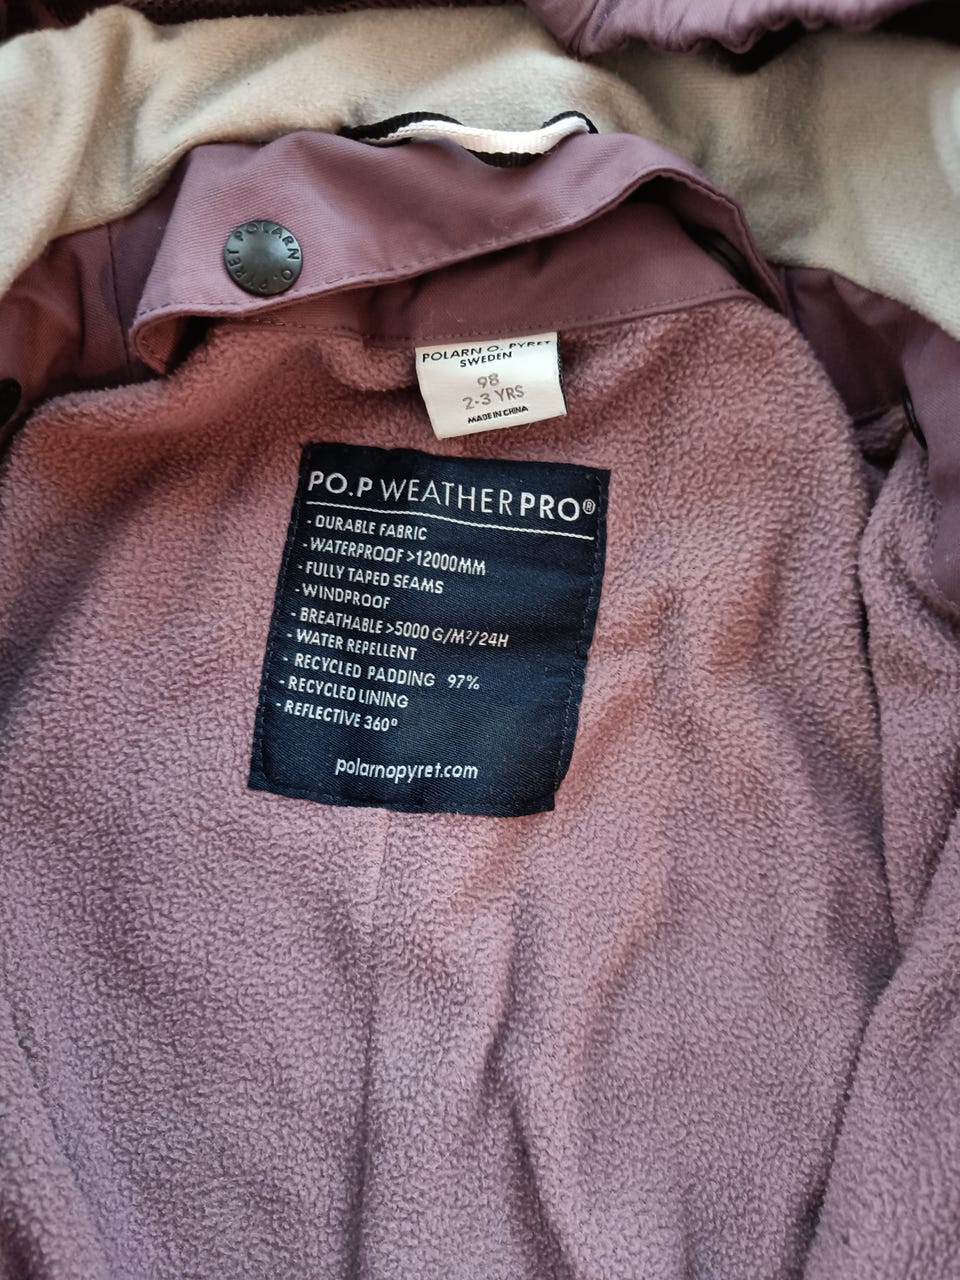 POLARN O. PYRET
POLARN O. PYRET
SWEDEN
98
2-3 YRS
MADE IN CHINA
PO.P WEATHERPRO®
- DURABLE FABRIC
- WATERPROOF >12000MM
- FULLY TAPED SEAMS
- WINDPROOF
- BREATHABLE >5000 G/M²/24H
- WATER REPELLENT
- RECYCLED PADDING 97%
- RECYCLED LINING
- REFLECTIVE 360°
polarnopyret.com